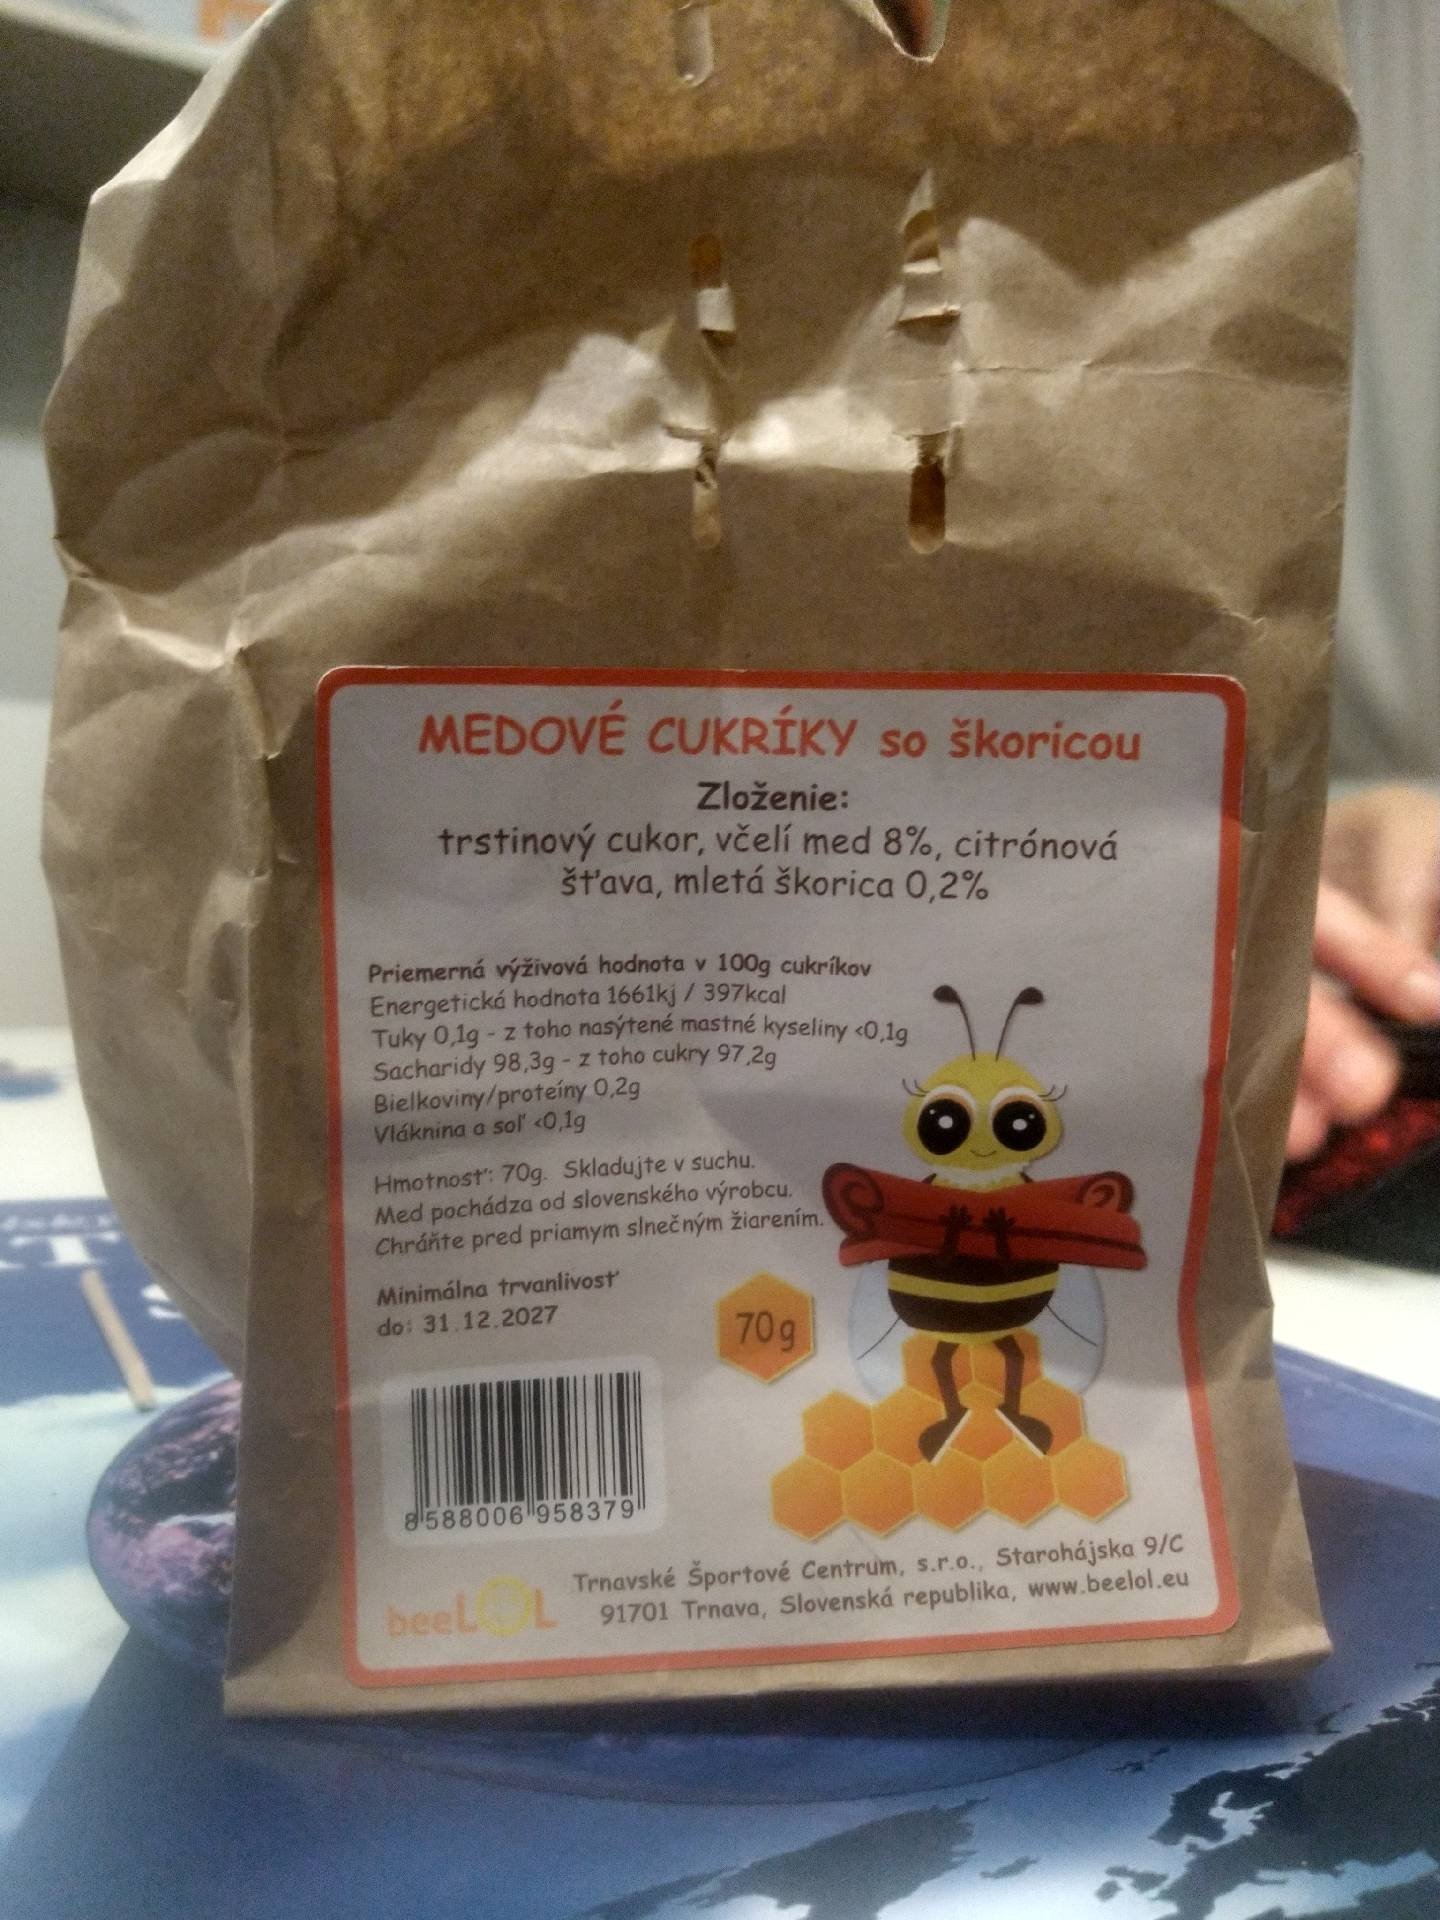 MEDOVÉ CUKRÍKY so škoricou
Zloženie:
trstinový cukor, včelí med 8%, citrónová
šťava, mletá škorica 0,2%
Priemerná výživová hodnota v 100g cukríkov
Energetická hodnota 1661kj / 397kcal
Tuky 0,1g - z toho nasýtené mastné kyseliny <0,1g
Sacharidy 98,3g - z toho cukry 97,2g
Bielkoviny/proteíny 0,2g
Vláknina a soľ <0,1g
Hmotnosť: 70g. Skladujte v suchu.
Med pochádza od slovenského výrobcu.
Chráňte pred priamym slnečným žiarením.
Minimálna trvanlivosť
do: 31.12.2027
70g
8 588006 958379
beeLOL
Trnavské Športové Centrum, s.r.o., Starohájska 9/C
91701 Trnava, Slovenská republika, www.beelol.eu